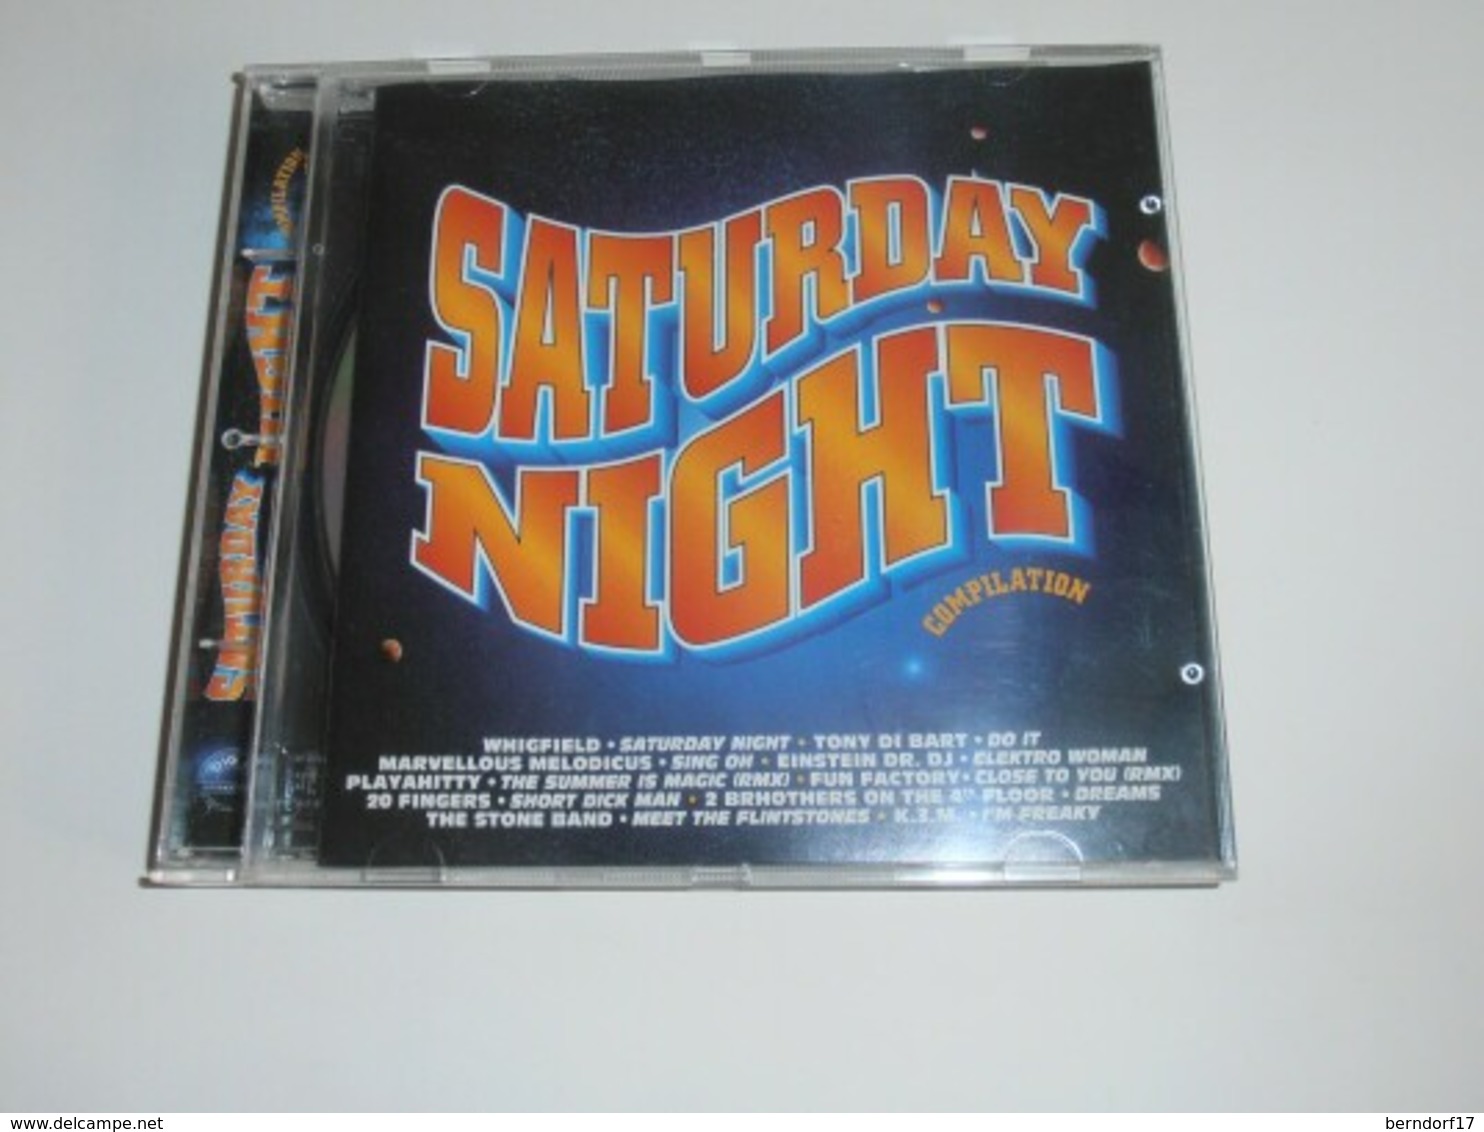 SATURDAY
NIGHT
COMPILATION
WHIGFIELD • SATURDAY NIGHT • TONY DI BART • DO IT
MARVELLOUS MELODICUS • SING OH • EINSTEIN DR. DJ • ELEKTRO WOMAN
PLAYAHITTY • THE SUMMER IS MAGIC (RMX) • FUN FACTORY • CLOSE TO YOU (RMX)
20 FINGERS • SHORT DICK MAN • 2 BRHOTHERS ON THE 4th FLOOR • DREAMS
THE STONE BAND • MEET THE FLINTSTONES • K.I.M. • I'M FREAKY
SATURDAY NIGHT
COMPILATION
www.delcampe.net
berndorf17